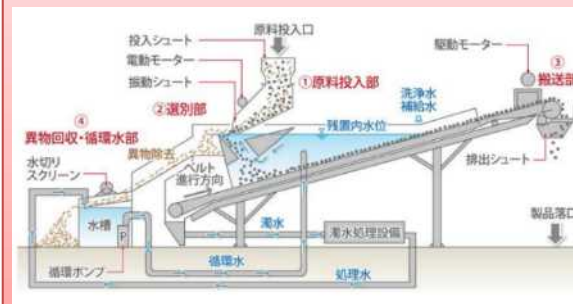 原料投入口
投入シュート
電動モーター
振動シュート
①原料投入部
②選別部
駆動モーター
③
搬送部
洗浄水
補給水
残置内水位
④
異物回収・循環水部
水切り
スクリーン
異物除去
ベルト
進行方向
排出シュート
水槽
P
濁水
濁水処理設備
製品落口
循環ポンプ
循環水
処理水